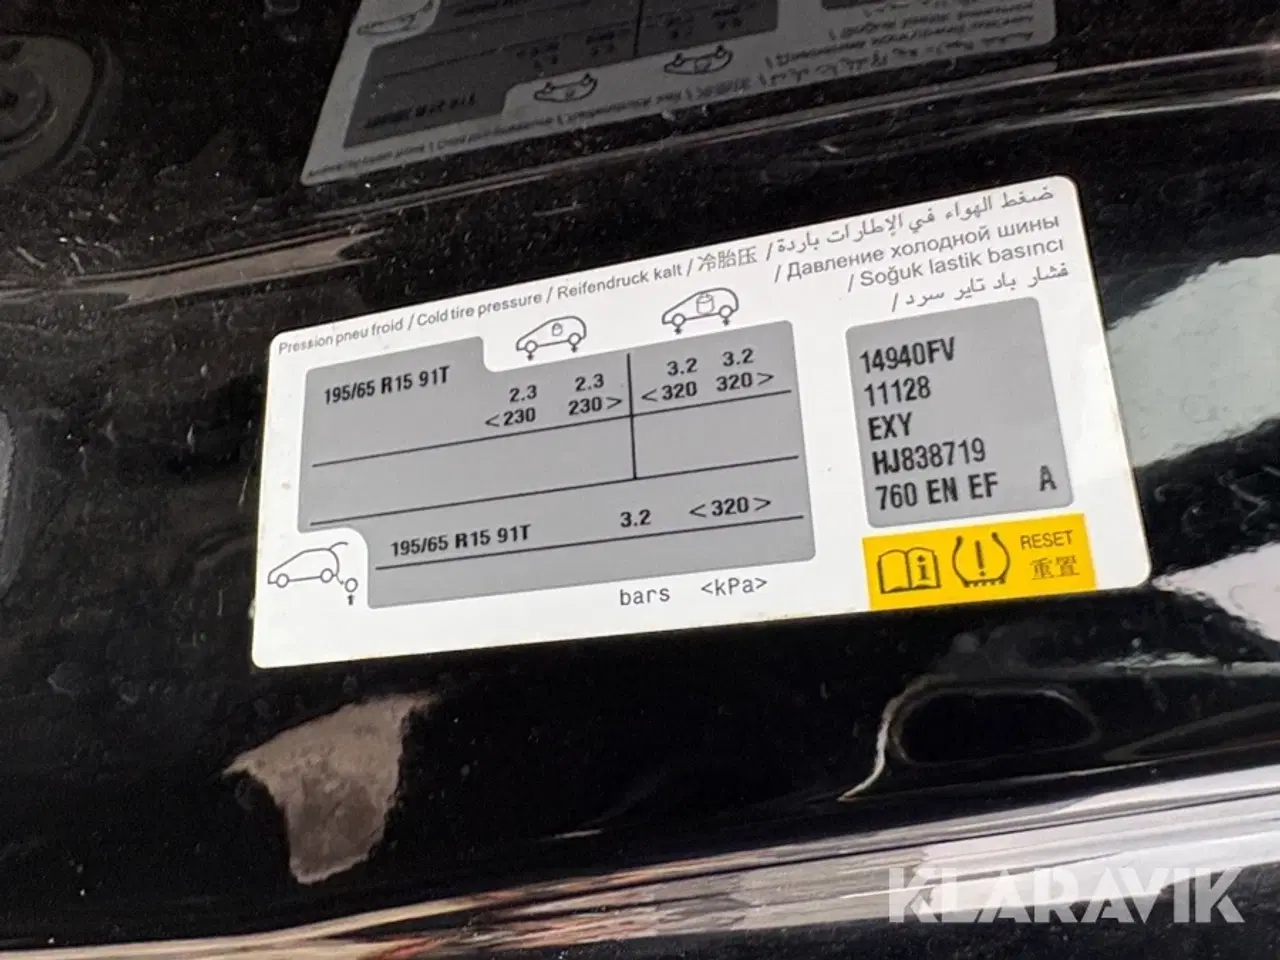 Pression pneu froid / Cold tire pressure / Reifendruck kalt / 冷胎压 / ضغط الهواء في الإطارات باردة
/ Давление холодной шины
/ Soğuk lastik basıncı
/ فشار باد تایر سرد
195/65 R15 91T
2.3 2.3
<230 230>
3.2 3.2
<320 320>
195/65 R15 91T 3.2 <320>
bars <kPa>
14940FV
11128
EXY
HJ838719
760 EN EF A
RESET
重置
KLARAVIK